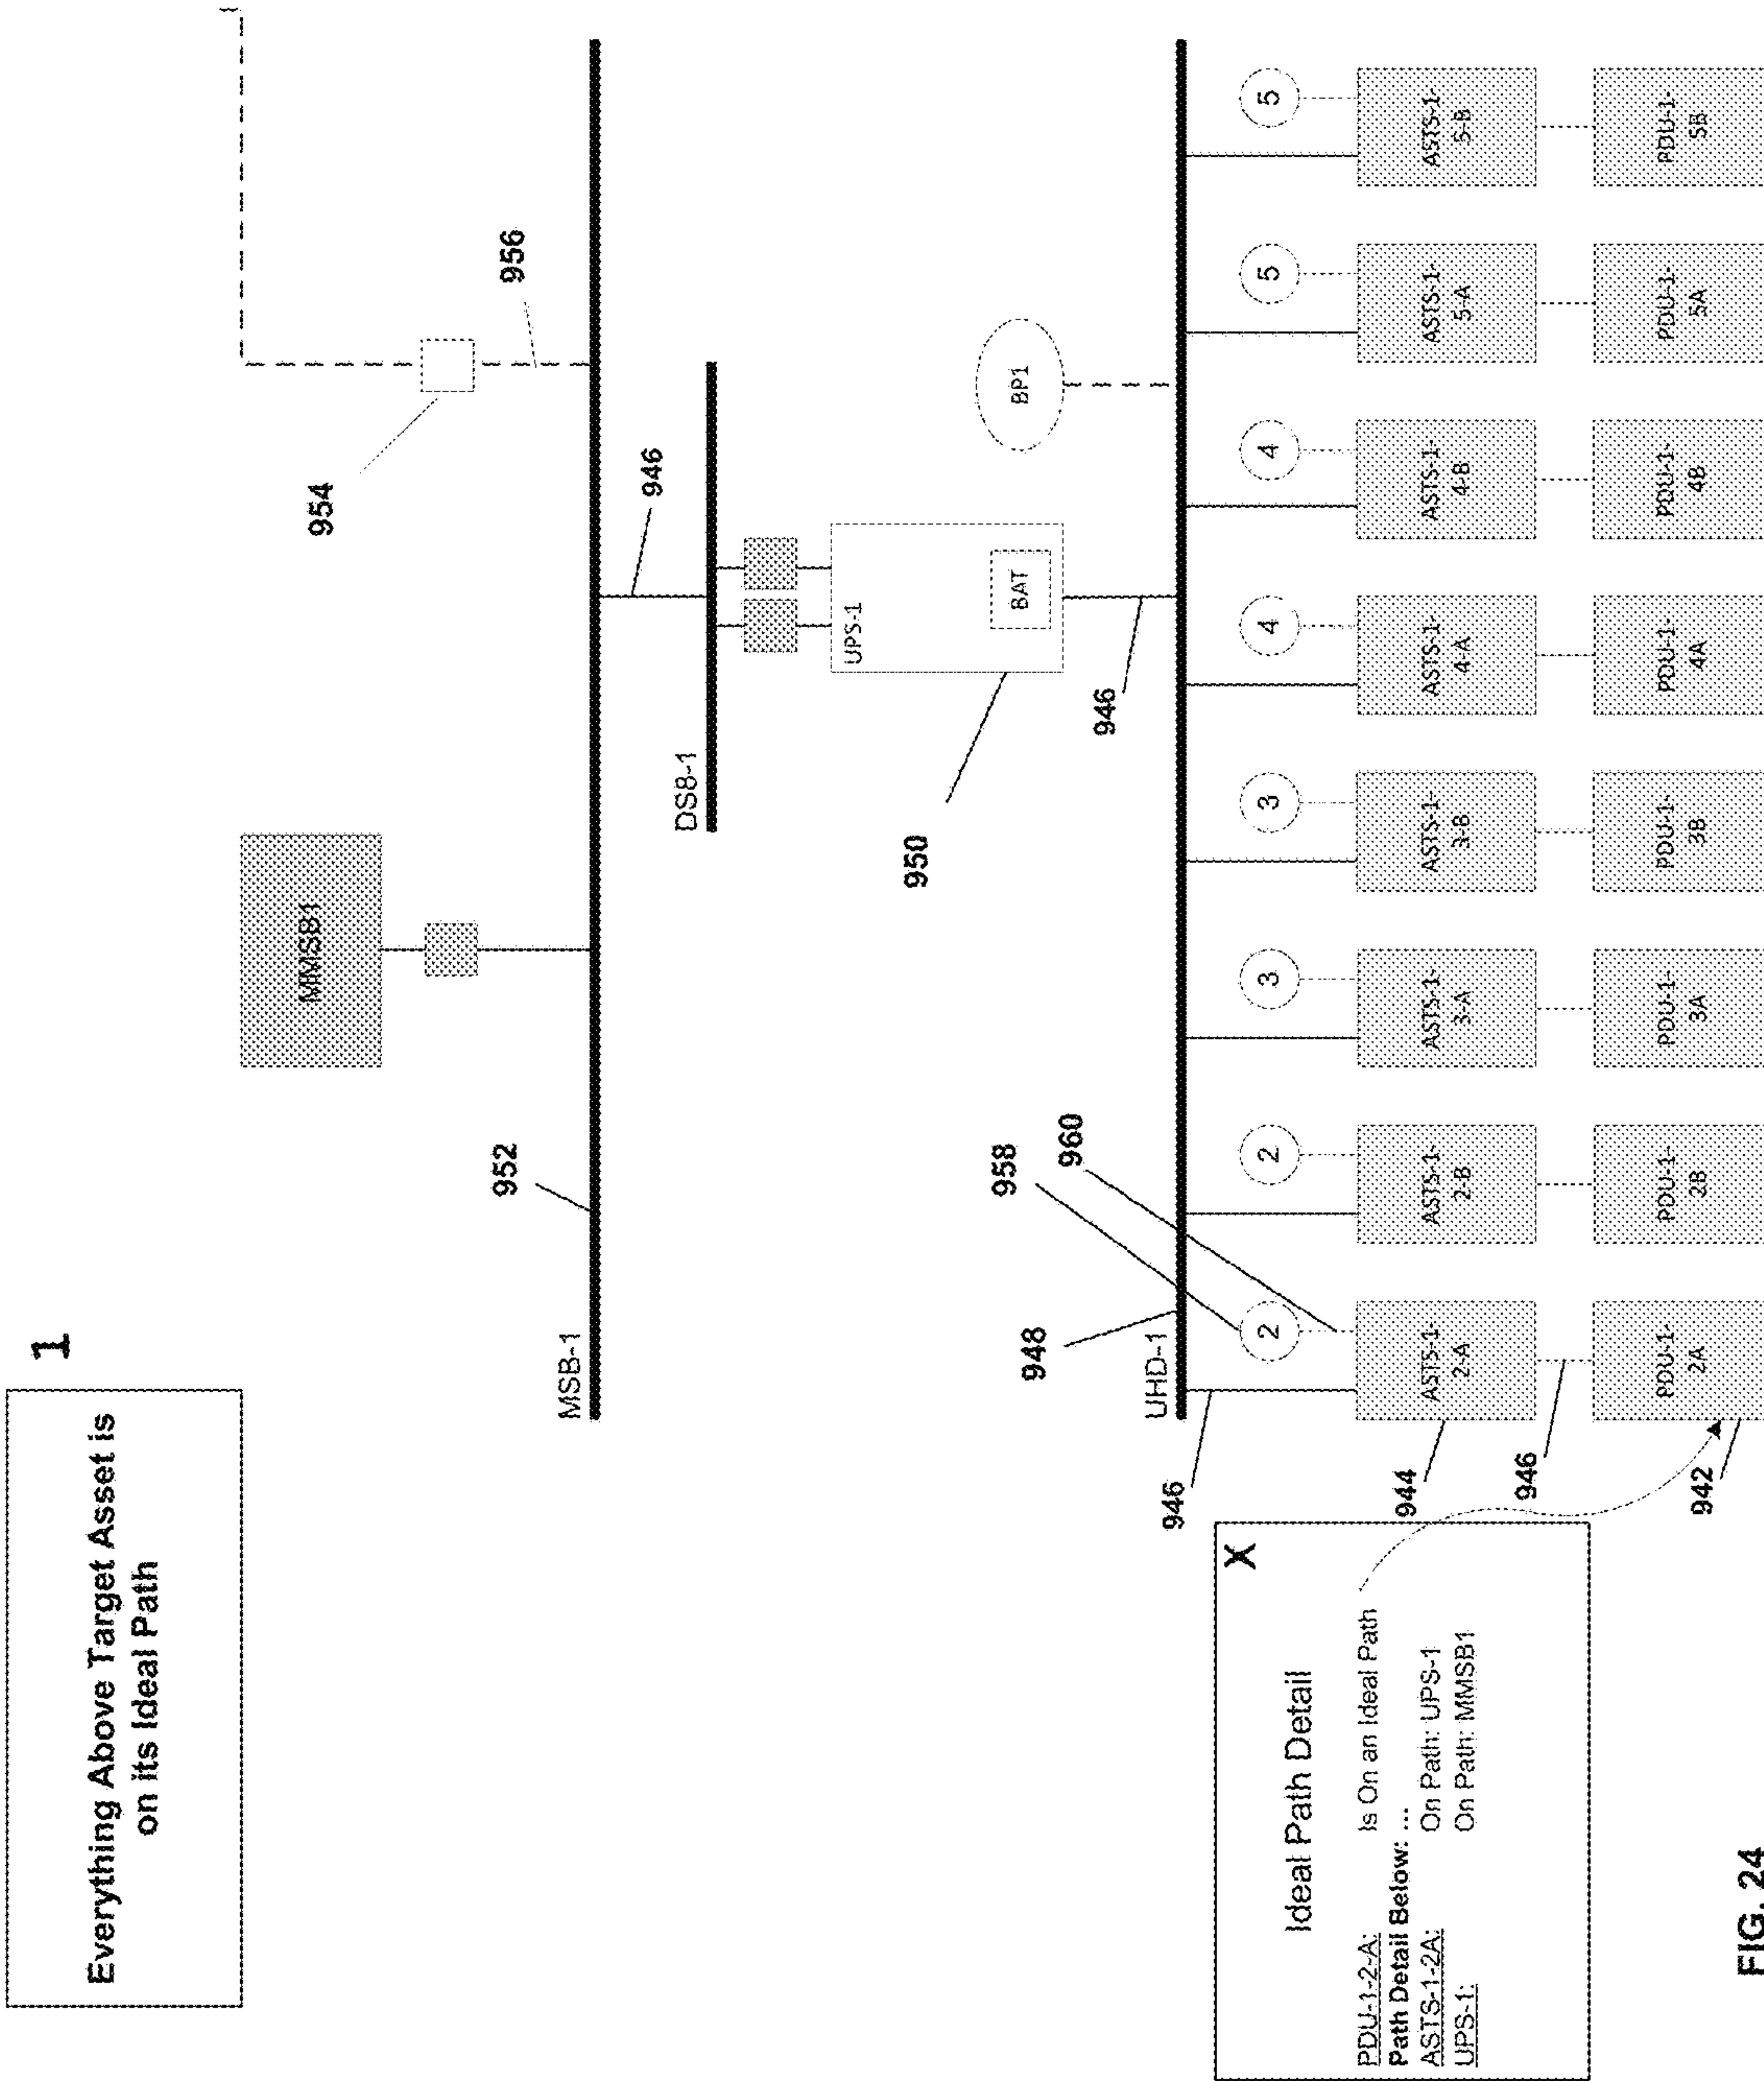 Everything Above Target Asset is
on its Ideal Path
1
MMSB1
954
956
952
MSB-1
946
DS8-1
UPS-1
BAT
950
946
BP1
948
958
960
UHD-1
946
2
2
3
3
4
4
5
5
ASTS-1-
2-A
ASTS-1-
2-B
ASTS-1-
3-A
ASTS-1-
3-B
ASTS-1-
4-A
ASTS-1-
4-B
ASTS-1-
5-A
ASTS-1-
5-B
944
946
PDU-1-
2A
PDU-1-
2B
PDU-1-
3A
PDU-1-
3B
PDU-1-
4A
PDU-1-
4B
PDU-1-
5A
PDU-1-
5B
942
X
Ideal Path Detail
PDU-1-2-A: Is On an Ideal Path
Path Detail Below: ...
ASTS-1-2A: On Path: UPS-1
UPS-1: On Path: MMSB1
FIG. 24